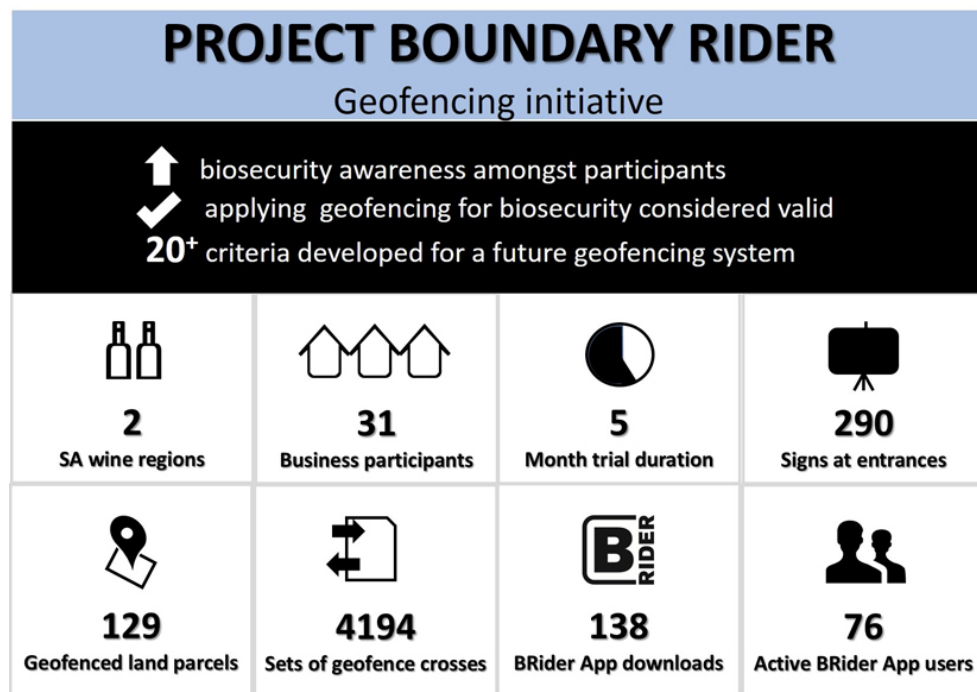 PROJECT BOUNDARY RIDER
Geofencing initiative
biosecurity awareness amongst participants
applying geofencing for biosecurity considered valid
20+ criteria developed for a future geofencing system
2
SA wine regions
31
Business participants
5
Month trial duration
290
Signs at entrances
129
Geofenced land parcels
4194
Sets of geofence crosses
B RIDER
138
BRider App downloads
76
Active BRider App users